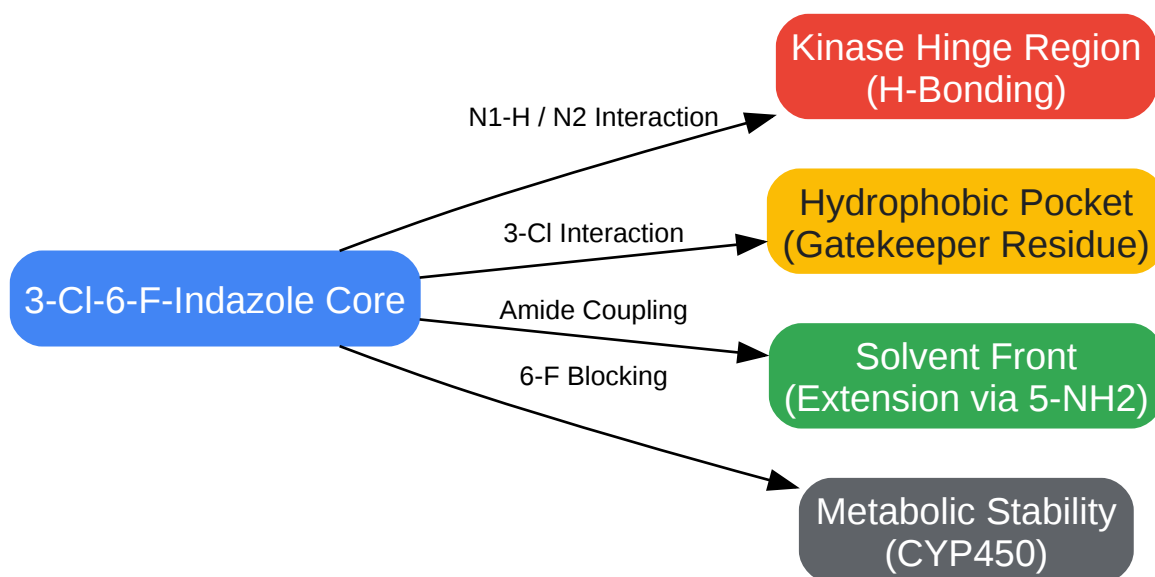 Kinase Hinge Region
(H-Bonding)
N1-H / N2 Interaction
Hydrophobic Pocket
(Gatekeeper Residue)
3-Cl Interaction
3-Cl-6-F-Indazole Core
Amide Coupling
Solvent Front
(Extension via 5-NH2)
6-F Blocking
Metabolic Stability
(CYP450)